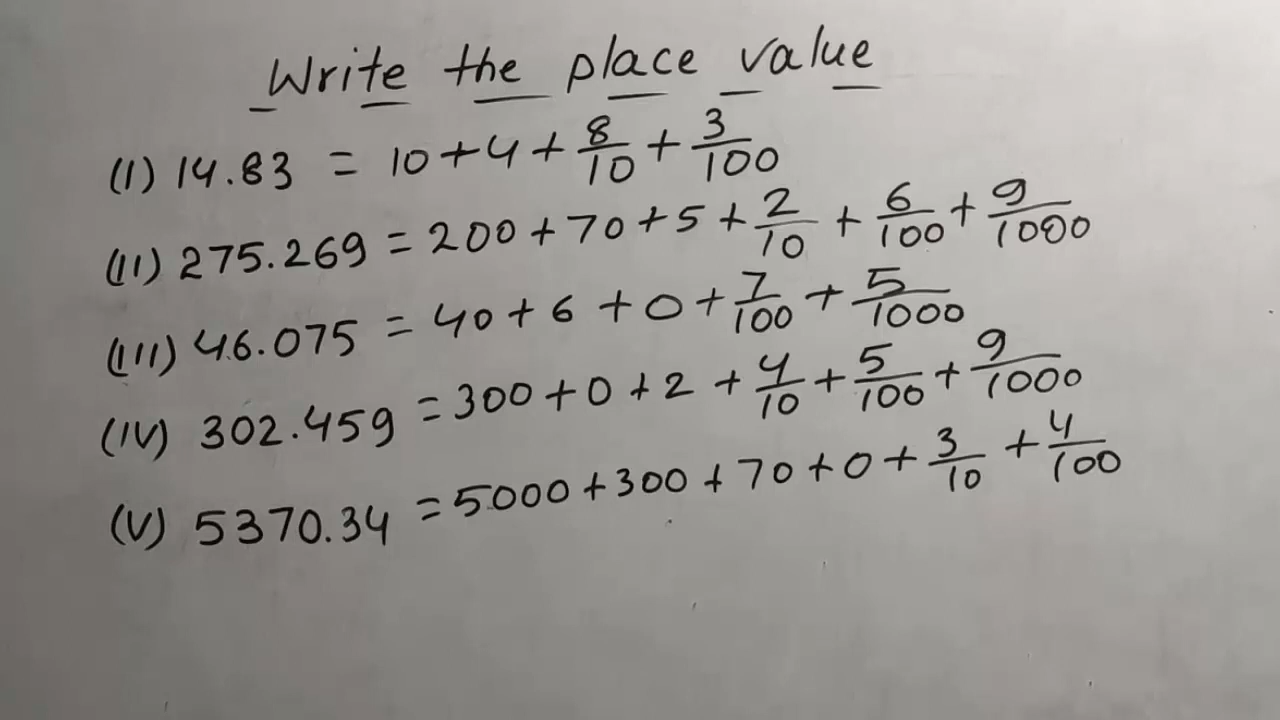 Write the place value
(I) 14.83 = 10 + 4 + 8/10 + 3/100
(II) 275.269 = 200 + 70 + 5 + 2/10 + 6/100 + 9/1000
(III) 46.075 = 40 + 6 + 0 + 7/100 + 5/1000
(IV) 302.459 = 300 + 0 + 2 + 4/10 + 5/100 + 9/1000
(V) 5370.34 = 5000 + 300 + 70 + 0 + 3/10 + 4/100